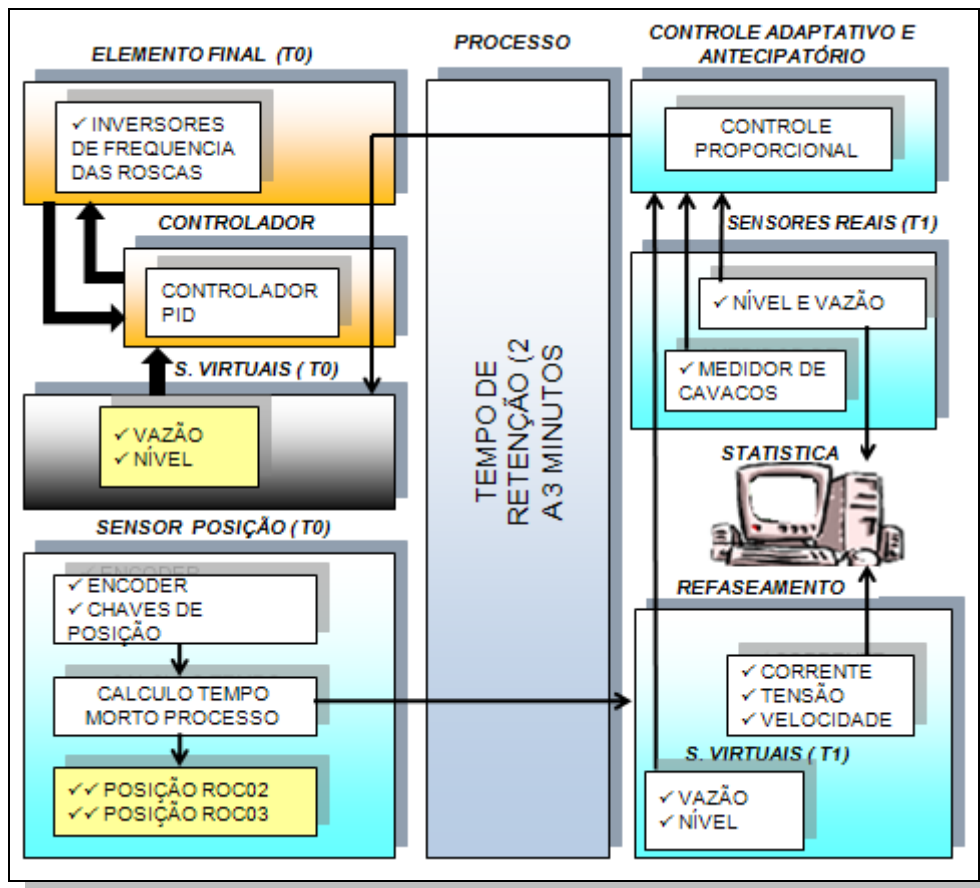 ELEMENTO FINAL (T0)
✓ INVERSORES
DE FREQUENCIA
DAS ROSCAS
CONTROLADOR
CONTROLADOR
PID
S. VIRTUAIS ( T0)
✓ VAZÃO
✓ NÍVEL
SENSOR POSIÇÃO ( T0)
✓ ENCODER
✓ ENCODER
✓ CHAVES DE
POSIÇÃO
CALCULO TEMPO
MORTO PROCESSO
✓✓ POSIÇÃO ROC02
✓✓ POSIÇÃO ROC03
PROCESSO
TEMPO DE
RETENÇÃO (2
A 3 MINUTOS
CONTROLE ADAPTATIVO E
ANTECIPATÓRIO
CONTROLE
PROPORCIONAL
SENSORES REAIS (T1)
✓ NÍVEL E VAZÃO
✓ MEDIDOR DE
CAVACOS
STATISTICA
REFASEAMENTO
✓ CORRENTE
✓ TENSÃO
✓ VELOCIDADE
S. VIRTUAIS ( T1)
✓ VAZÃO
✓ NÍVEL